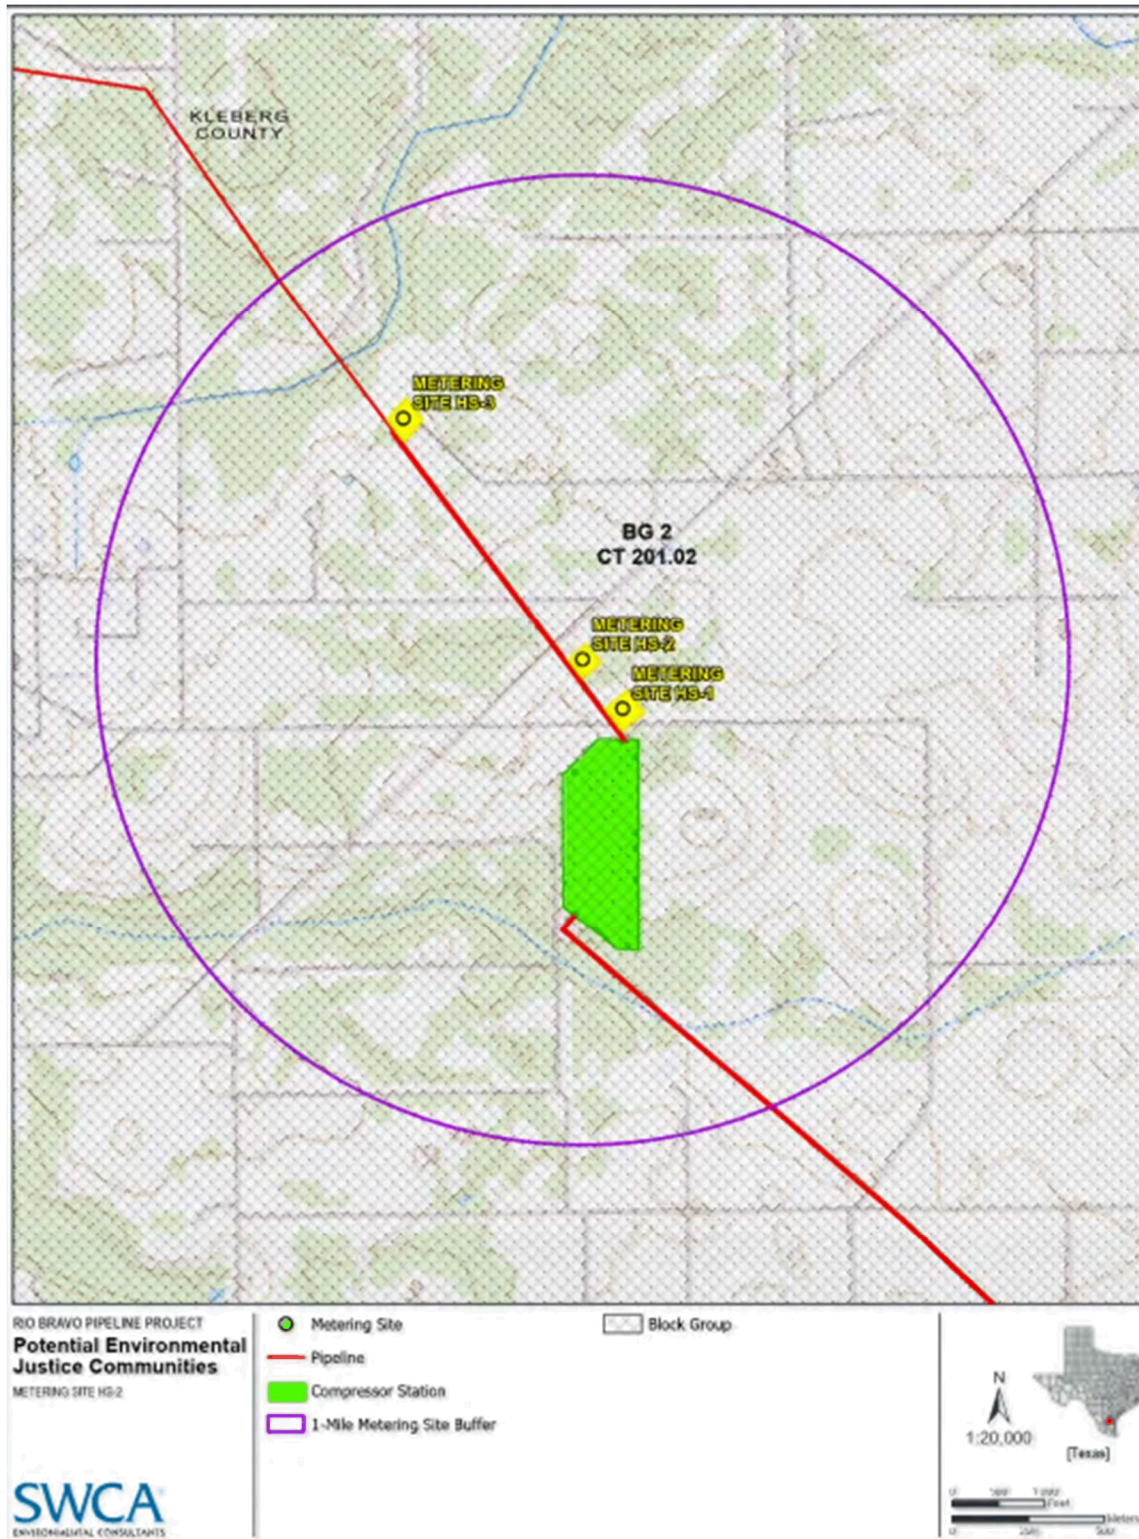 KLEBERG
COUNTY
METERING
SITE HS-3
BG 2
CT 201.02
METERING
SITE HS-2
METERING
SITE HS-1
RIO BRAVO PIPELINE PROJECT
Potential Environmental
Justice Communities
METERING SITE HS-2
SWCA
ENVIRONMENTAL CONSULTANTS
Metering Site
Pipeline
Compressor Station
1-Mile Metering Site Buffer
Block Group
N
1:20,000
[Texas]
Feet
Meters